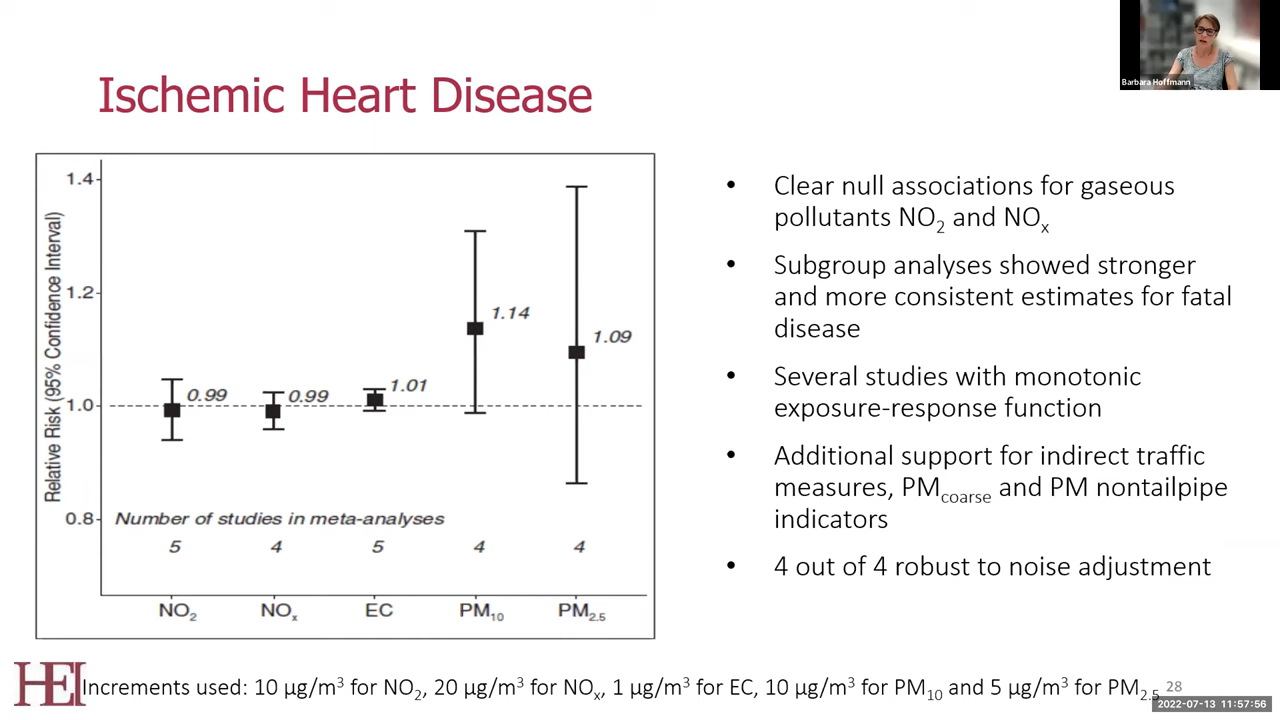 Barbara Hoffmann
Ischemic Heart Disease
Relative Risk (95% Confidence Interval)
1.4
1.2
1.0
0.8
0.99
0.99
1.01
1.14
1.09
Number of studies in meta-analyses
5 4 5 4 4
NO₂ NOₓ EC PM₁₀ PM₂.₅
• Clear null associations for gaseous
pollutants NO₂ and NOₓ
• Subgroup analyses showed stronger
and more consistent estimates for fatal
disease
• Several studies with monotonic
exposure-response function
• Additional support for indirect traffic
measures, PMcoarse and PM nontailpipe
indicators
• 4 out of 4 robust to noise adjustment
HEI
Increments used: 10 µg/m³ for NO₂, 20 µg/m³ for NOₓ, 1 µg/m³ for EC, 10 µg/m³ for PM₁₀ and 5 µg/m³ for PM₂.₅
28
2022-07-13 11:57:56